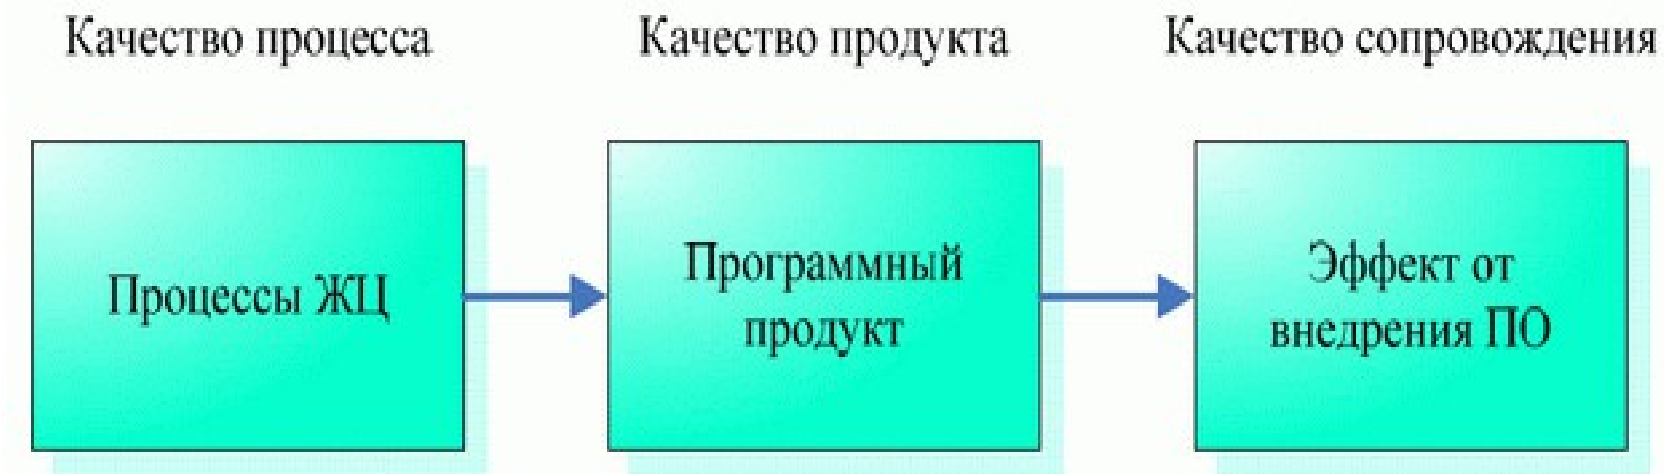 Качество процесса
Качество продукта
Качество сопровождения
Процессы ЖЦ
Программный
продукт
Эффект от
внедрения ПО